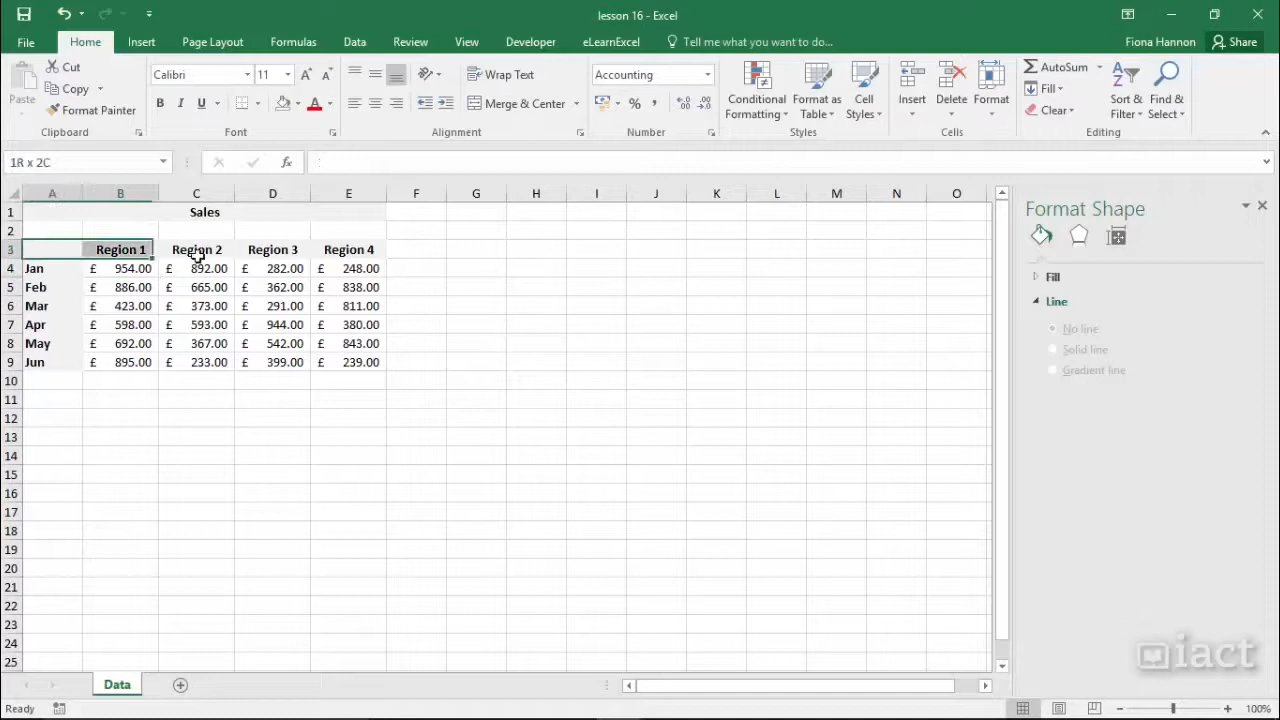 lesson 16 - Excel
File Home Insert Page Layout Formulas Data Review View Developer eLearnExcel Tell me what you want to do... Fiona Hannon Share
Paste Cut Copy Format Painter Clipboard
Calibri 11 A A B I U A Font
Wrap Text Merge & Center Alignment
Accounting % , Number
Conditional Formatting Format as Table Cell Styles Styles
Insert Delete Format Cells
AutoSum Fill Clear Sort & Filter Find & Select Editing
1R x 2C fx
A B C D E F G H I J K L M N O
1 Sales
2
3 Region 1 Region 2 Region 3 Region 4
4 Jan £ 954.00 £ 892.00 £ 282.00 £ 248.00
5 Feb £ 886.00 £ 665.00 £ 362.00 £ 838.00
6 Mar £ 423.00 £ 373.00 £ 291.00 £ 811.00
7 Apr £ 598.00 £ 593.00 £ 944.00 £ 380.00
8 May £ 692.00 £ 367.00 £ 542.00 £ 843.00
9 Jun £ 895.00 £ 233.00 £ 399.00 £ 239.00
10
11
12
13
14
15
16
17
18
19
20
21
22
23
24
25
Format Shape
Fill
Line
No line
Solid line
Gradient line
iact
Data
Ready 100%